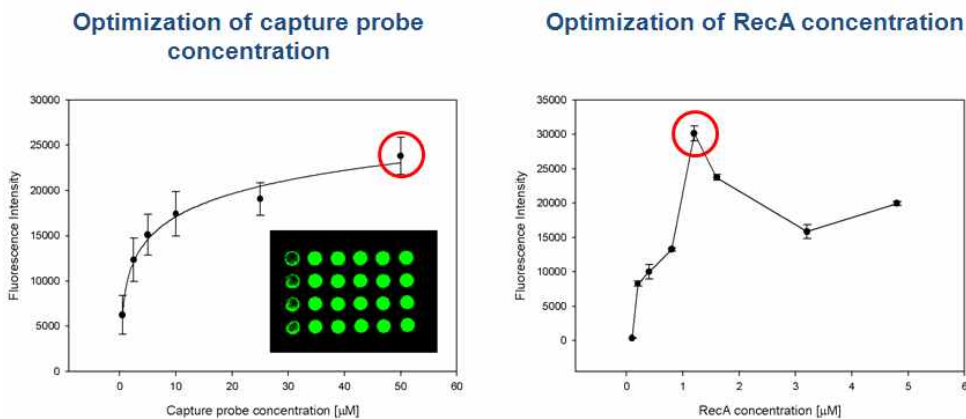 Optimization of capture probe
concentration
Optimization of RecA concentration
30000
25000
20000
15000
10000
5000
0
Fluorescence Intensity
0 10 20 30 40 50 60
Capture probe concentration [μM]
35000
30000
25000
20000
15000
10000
5000
0
Fluorescence Intensity
0 1 2 3 4 5 6
RecA concentration [μM]